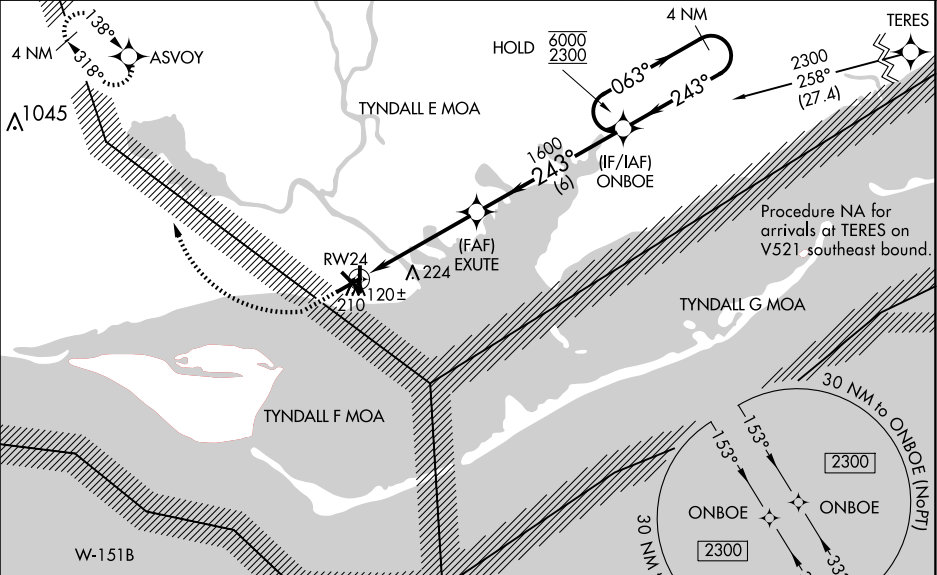 4 NM
138°
318°
ASVOY
1045
TYNDALL E MOA
HOLD
6000
2300
4 NM
063°
243°
TERES
2300
258°
(27.4)
1600
243°
(6)
(IF/IAF)
ONBOE
(FAF)
EXUTE
Procedure NA for
arrivals at TERES on
V521 southeast bound.
RW24
224
120±
210
TYNDALL G MOA
TYNDALL F MOA
W-151B
30 NM to ONBOE (NoPT)
153°
153°
2300
ONBOE
ONBOE
2300
30 NM